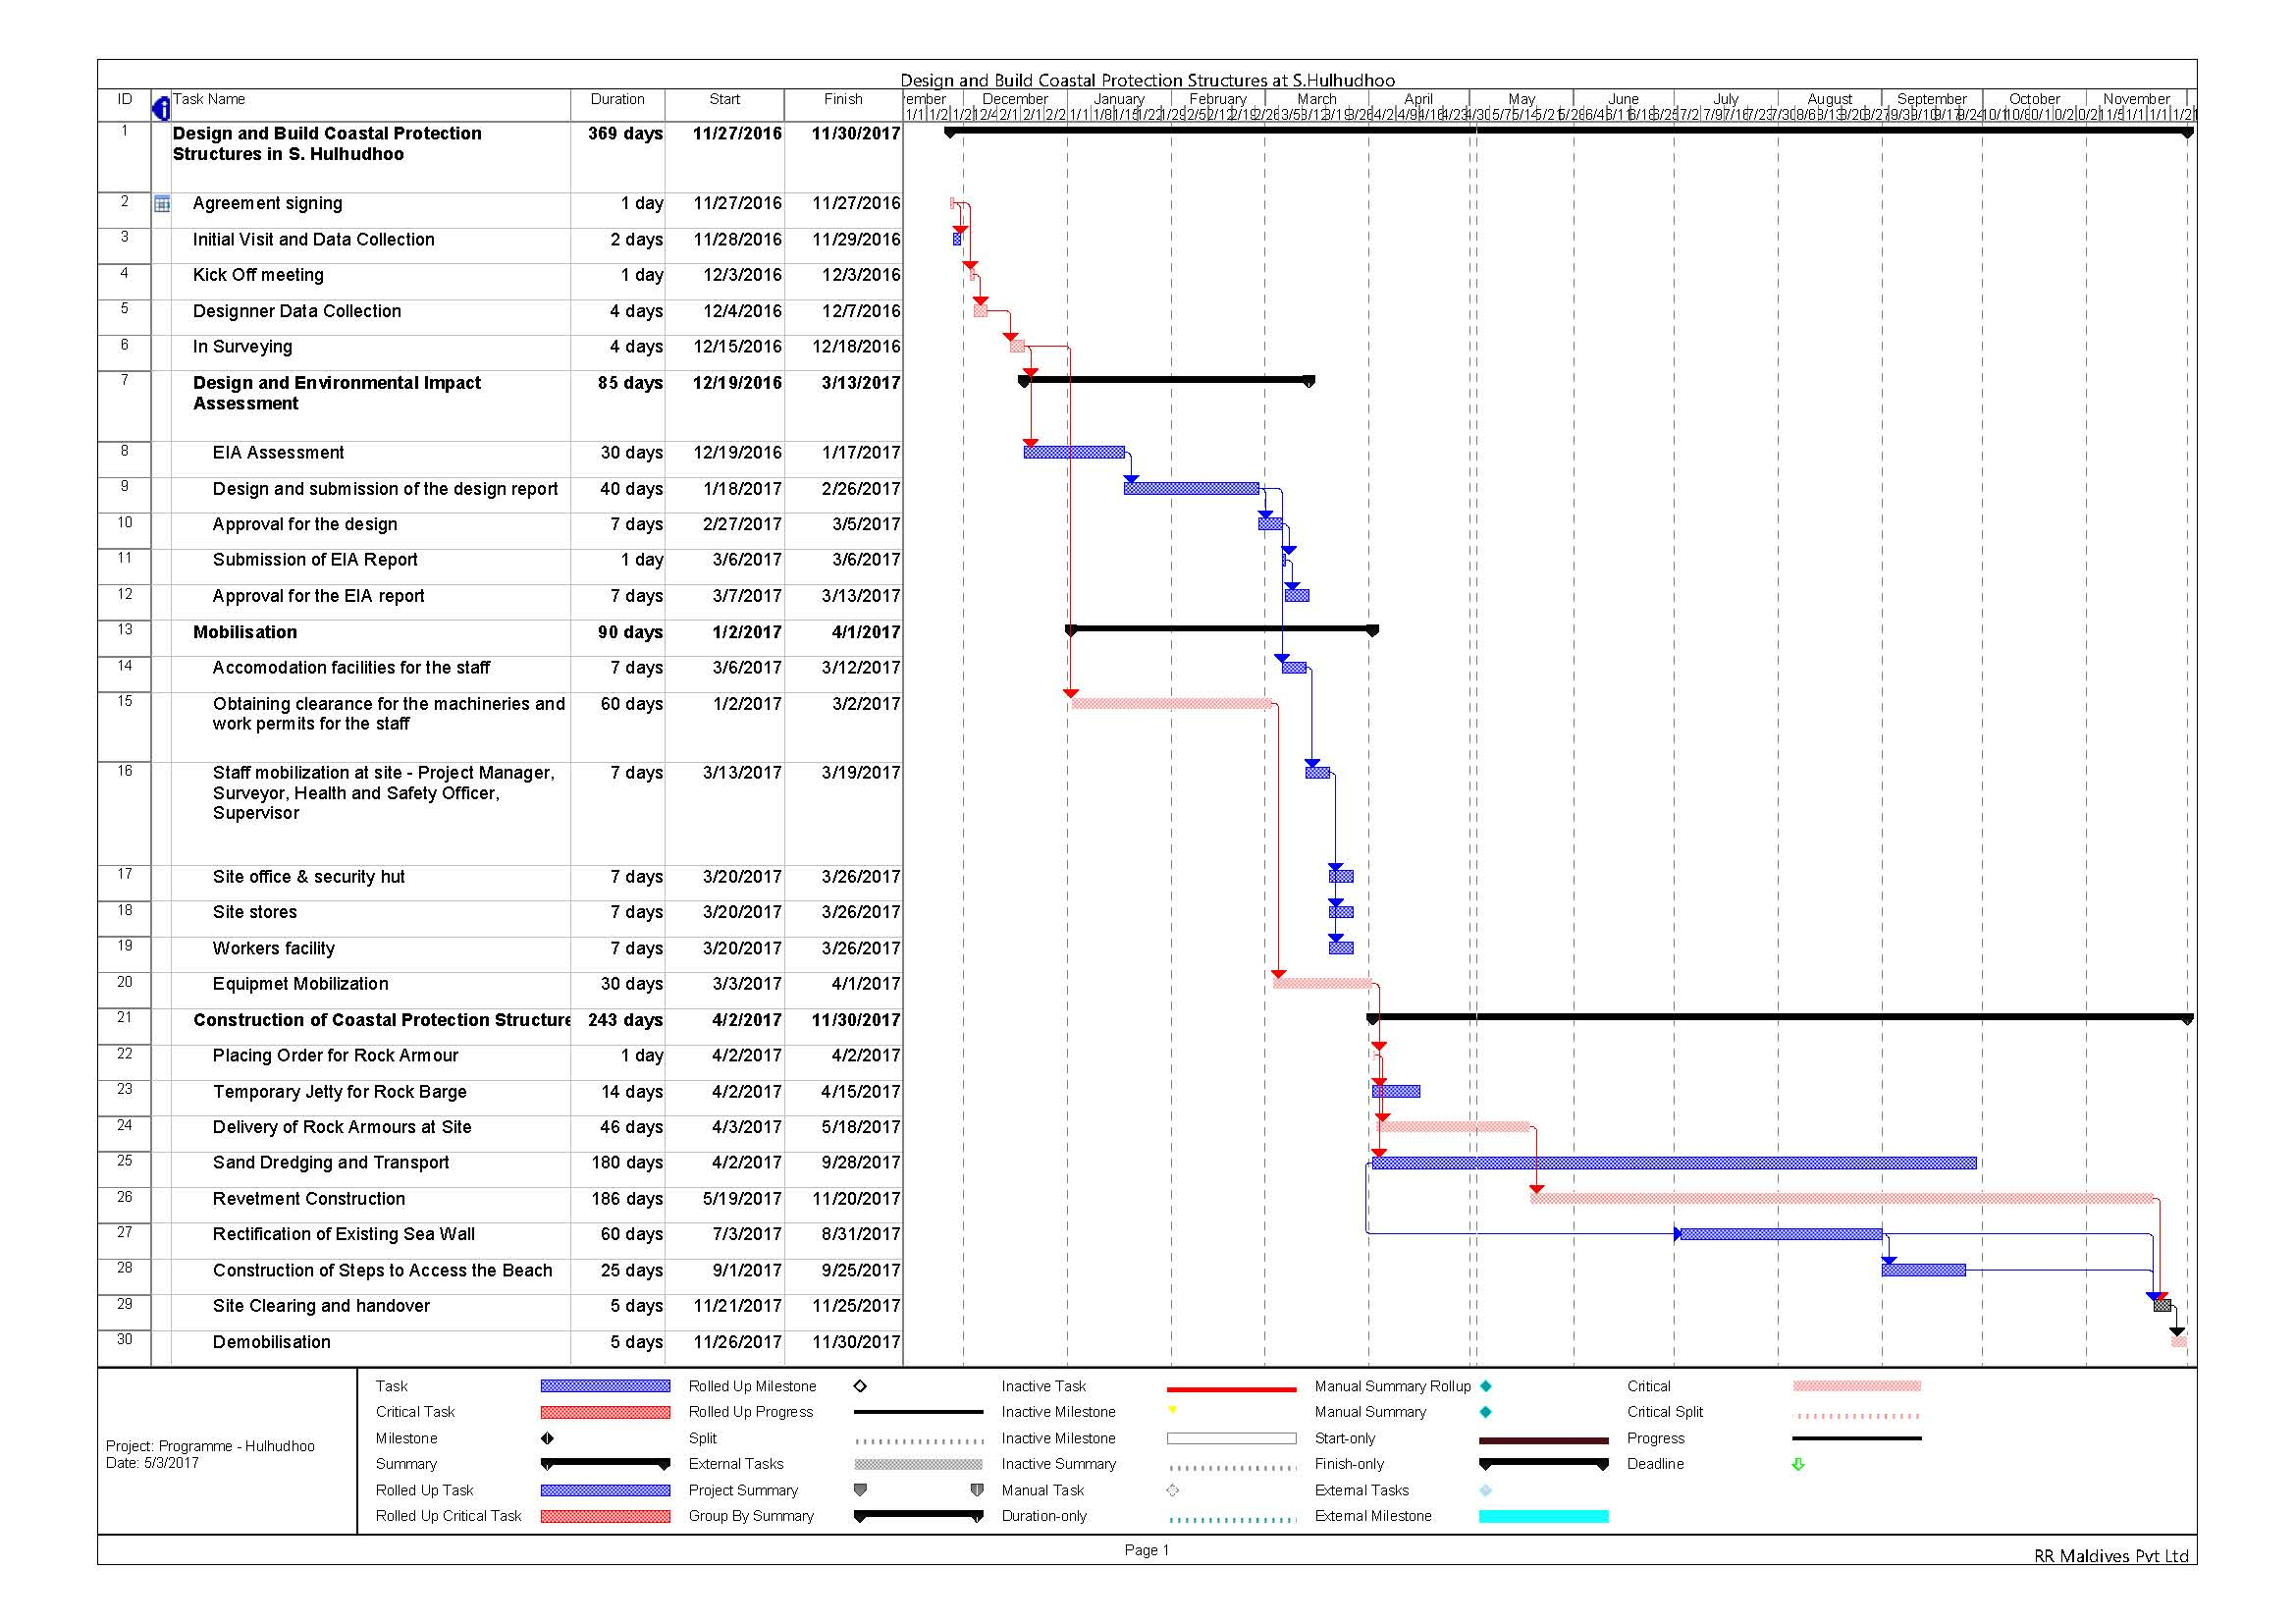 Design and Build Coastal Protection Structures at S.Hulhudhoo
ID Task Name Duration Start Finish
vember December January February March April May June July August September October November
1 Design and Build Coastal Protection 369 days 11/27/2016 11/30/2017
Structures in S. Hulhudhoo
2 Agreement signing 1 day 11/27/2016 11/27/2016
3 Initial Visit and Data Collection 2 days 11/28/2016 11/29/2016
4 Kick Off meeting 1 day 12/3/2016 12/3/2016
5 Designner Data Collection 4 days 12/4/2016 12/7/2016
6 In Surveying 4 days 12/15/2016 12/18/2016
7 Design and Environmental Impact 85 days 12/19/2016 3/13/2017
Assessment
8 EIA Assessment 30 days 12/19/2016 1/17/2017
9 Design and submission of the design report 40 days 1/18/2017 2/26/2017
10 Approval for the design 7 days 2/27/2017 3/5/2017
11 Submission of EIA Report 1 day 3/6/2017 3/6/2017
12 Approval for the EIA report 7 days 3/7/2017 3/13/2017
13 Mobilisation 90 days 1/2/2017 4/1/2017
14 Accomodation facilities for the staff 7 days 3/6/2017 3/12/2017
15 Obtaining clearance for the machineries and 60 days 1/2/2017 3/2/2017
work permits for the staff
16 Staff mobilization at site - Project Manager, 7 days 3/13/2017 3/19/2017
Surveyor, Health and Safety Officer,
Supervisor
17 Site office & security hut 7 days 3/20/2017 3/26/2017
18 Site stores 7 days 3/20/2017 3/26/2017
19 Workers facility 7 days 3/20/2017 3/26/2017
20 Equipmet Mobilization 30 days 3/3/2017 4/1/2017
21 Construction of Coastal Protection Structure 243 days 4/2/2017 11/30/2017
22 Placing Order for Rock Armour 1 day 4/2/2017 4/2/2017
23 Temporary Jetty for Rock Barge 14 days 4/2/2017 4/15/2017
24 Delivery of Rock Armours at Site 46 days 4/3/2017 5/18/2017
25 Sand Dredging and Transport 180 days 4/2/2017 9/28/2017
26 Revetment Construction 186 days 5/19/2017 11/20/2017
27 Rectification of Existing Sea Wall 60 days 7/3/2017 8/31/2017
28 Construction of Steps to Access the Beach 25 days 9/1/2017 9/25/2017
29 Site Clearing and handover 5 days 11/21/2017 11/25/2017
30 Demobilisation 5 days 11/26/2017 11/30/2017
Project: Programme - Hulhudhoo
Date: 5/3/2017
Task Rolled Up Milestone Inactive Task Manual Summary Rollup Critical
Critical Task Rolled Up Progress Inactive Milestone Manual Summary Critical Split
Milestone Split Inactive Milestone Start-only Progress
Summary External Tasks Inactive Summary Finish-only Deadline
Rolled Up Task Project Summary Manual Task External Tasks
Rolled Up Critical Task Group By Summary Duration-only External Milestone
Page 1
RR Maldives Pvt Ltd